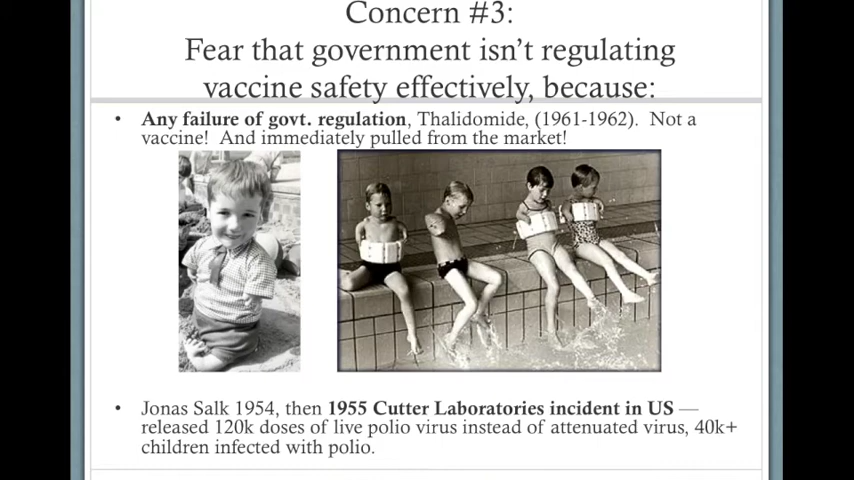 Concern #3:
Fear that government isn't regulating
vaccine safety effectively, because:
• Any failure of govt. regulation, Thalidomide, (1961-1962). Not a
vaccine! And immediately pulled from the market!
• Jonas Salk 1954, then 1955 Cutter Laboratories incident in US —
released 120k doses of live polio virus instead of attenuated virus, 40k+
children infected with polio.